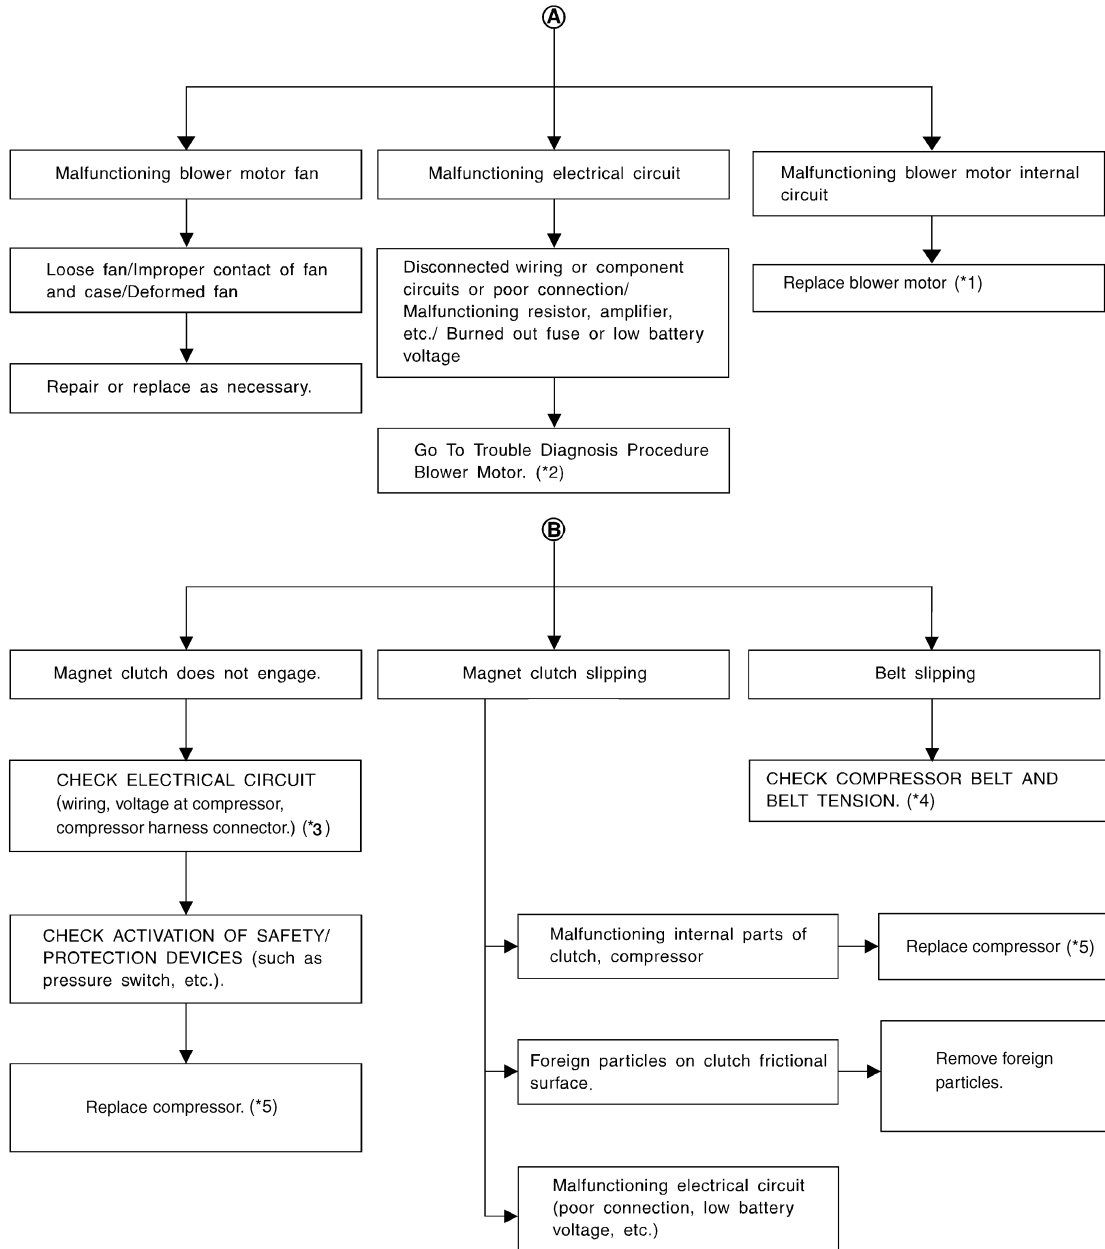 A
Malfunctioning blower motor fan
Malfunctioning electrical circuit
Malfunctioning blower motor internal
circuit
Loose fan/Improper contact of fan
and case/Deformed fan
Disconnected wiring or component
circuits or poor connection/
Malfunctioning resistor, amplifier,
etc./ Burned out fuse or low battery
voltage
Replace blower motor (*1)
Repair or replace as necessary.
Go To Trouble Diagnosis Procedure
Blower Motor. (*2)
B
Magnet clutch does not engage.
Magnet clutch slipping
Belt slipping
CHECK ELECTRICAL CIRCUIT
(wiring, voltage at compressor,
compressor harness connector.) (*3)
CHECK COMPRESSOR BELT AND
BELT TENSION. (*4)
CHECK ACTIVATION OF SAFETY/
PROTECTION DEVICES (such as
pressure switch, etc.).
Malfunctioning internal parts of
clutch, compressor
Replace compressor (*5)
Replace compressor. (*5)
Foreign particles on clutch frictional
surface.
Remove foreign
particles.
Malfunctioning electrical circuit
(poor connection, low battery
voltage, etc.)